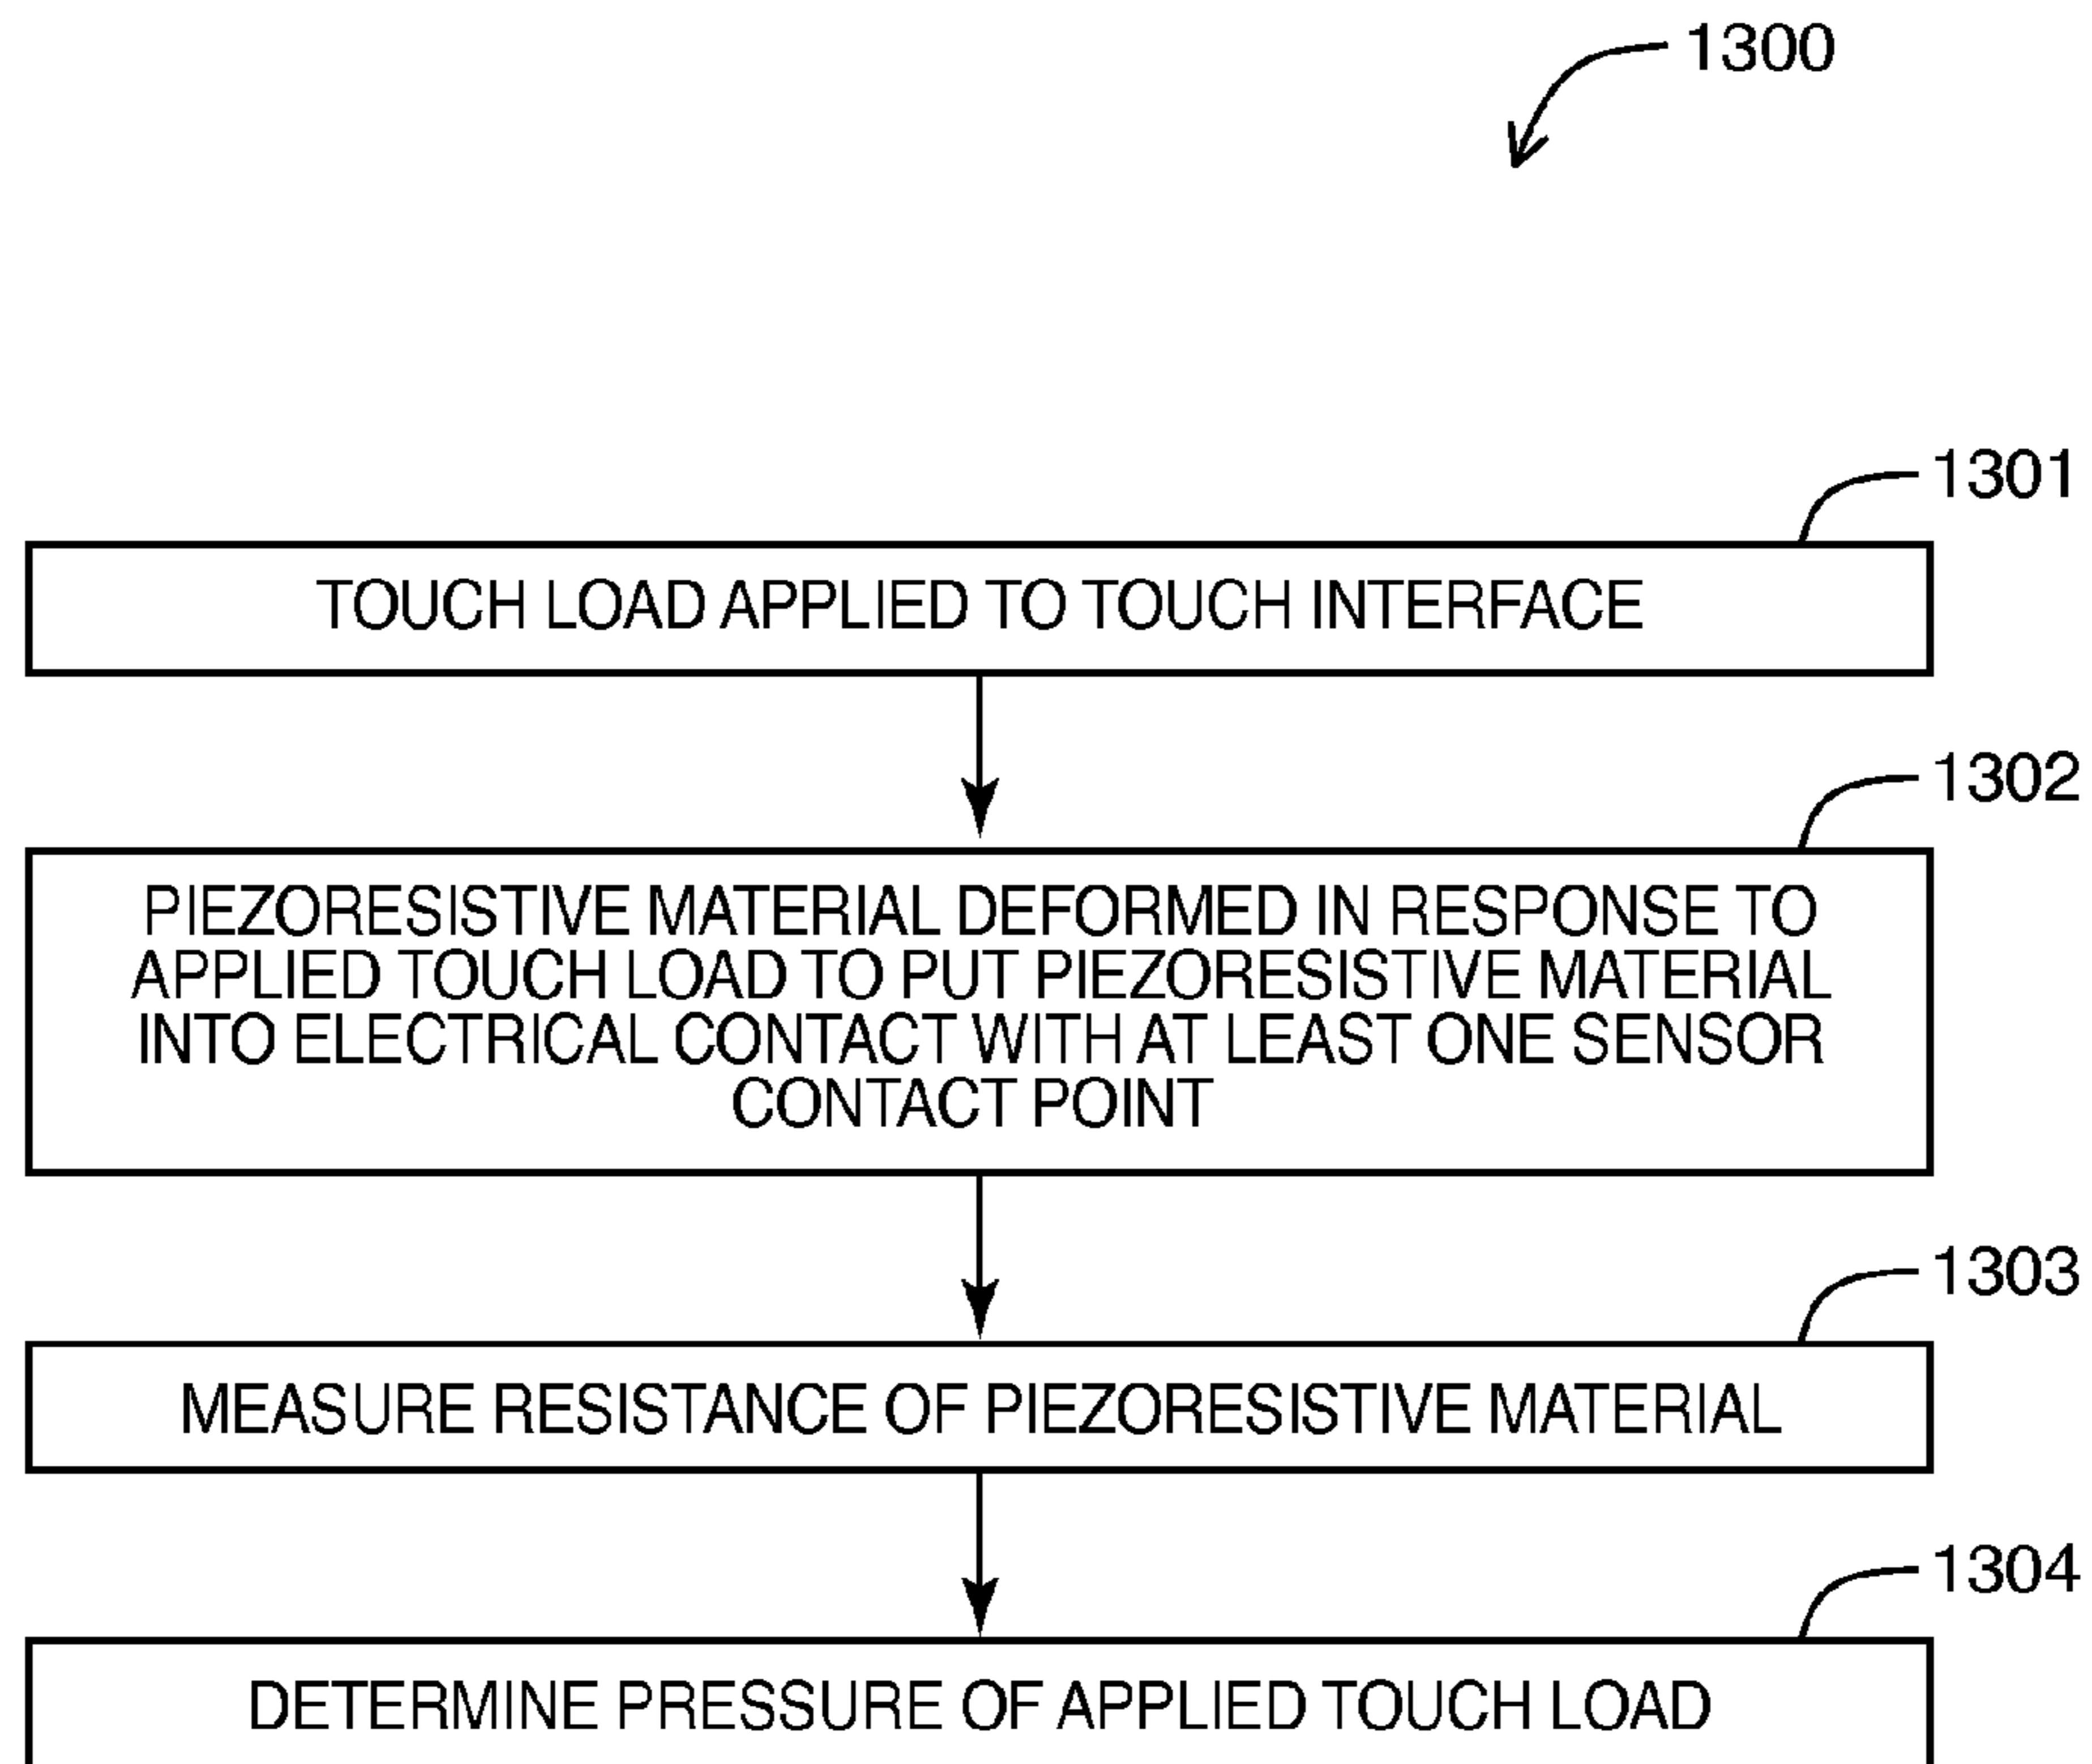 1300
1301
TOUCH LOAD APPLIED TO TOUCH INTERFACE
1302
PIEZORESISTIVE MATERIAL DEFORMED IN RESPONSE TO
APPLIED TOUCH LOAD TO PUT PIEZORESISTIVE MATERIAL
INTO ELECTRICAL CONTACT WITH AT LEAST ONE SENSOR
CONTACT POINT
1303
MEASURE RESISTANCE OF PIEZORESISTIVE MATERIAL
1304
DETERMINE PRESSURE OF APPLIED TOUCH LOAD